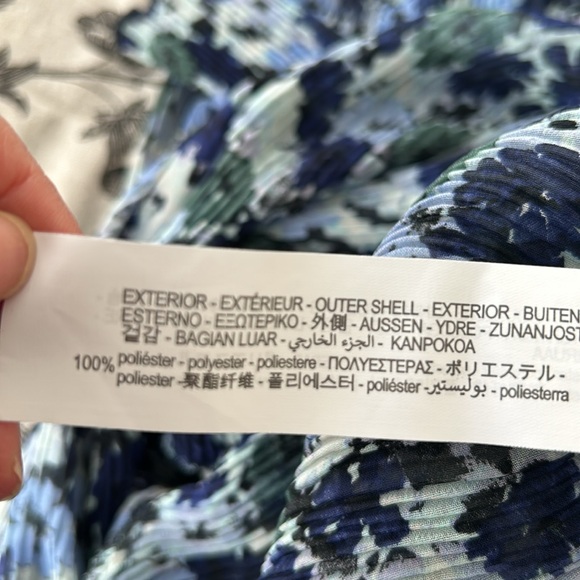 EXTERIOR - EXTÉRIEUR - OUTER SHELL - EXTERIOR - BUITEN
ESTERNO - ΕΞΩΤΕΡΙΚΟ - 外側 - AUSSEN - YDRE - ZUNANJOST
겉감 - BAGIAN LUAR - الجزء الخارجي - KANPOKOA
100% poliéster - polyester - poliestere - ΠΟΛΥΕΣΤΕΡΑΣ - ポリエステル -
poliester - 聚酯纤维 - 폴리에스터 - poliéster - بوليستير - poliesterra